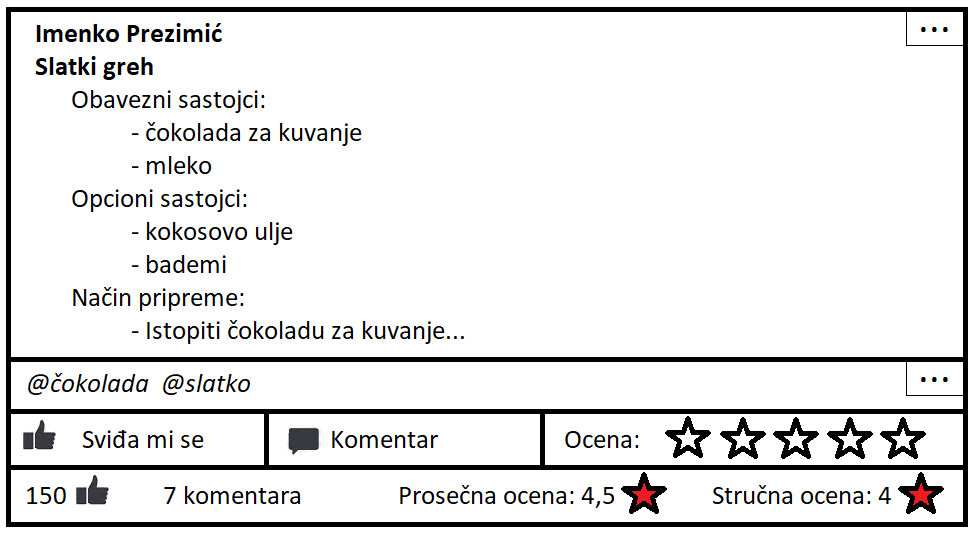 Imenko Prezimić
...
Slatki greh
Obavezni sastojci:
- čokolada za kuvanje
- mleko
Opcioni sastojci:
- kokosovo ulje
- bademi
Način pripreme:
- Istopiti čokoladu za kuvanje...
@čokolada @slatko
...
Sviđa mi se Komentar Ocena:
150 7 komentara Prosečna ocena: 4,5 Stručna ocena: 4